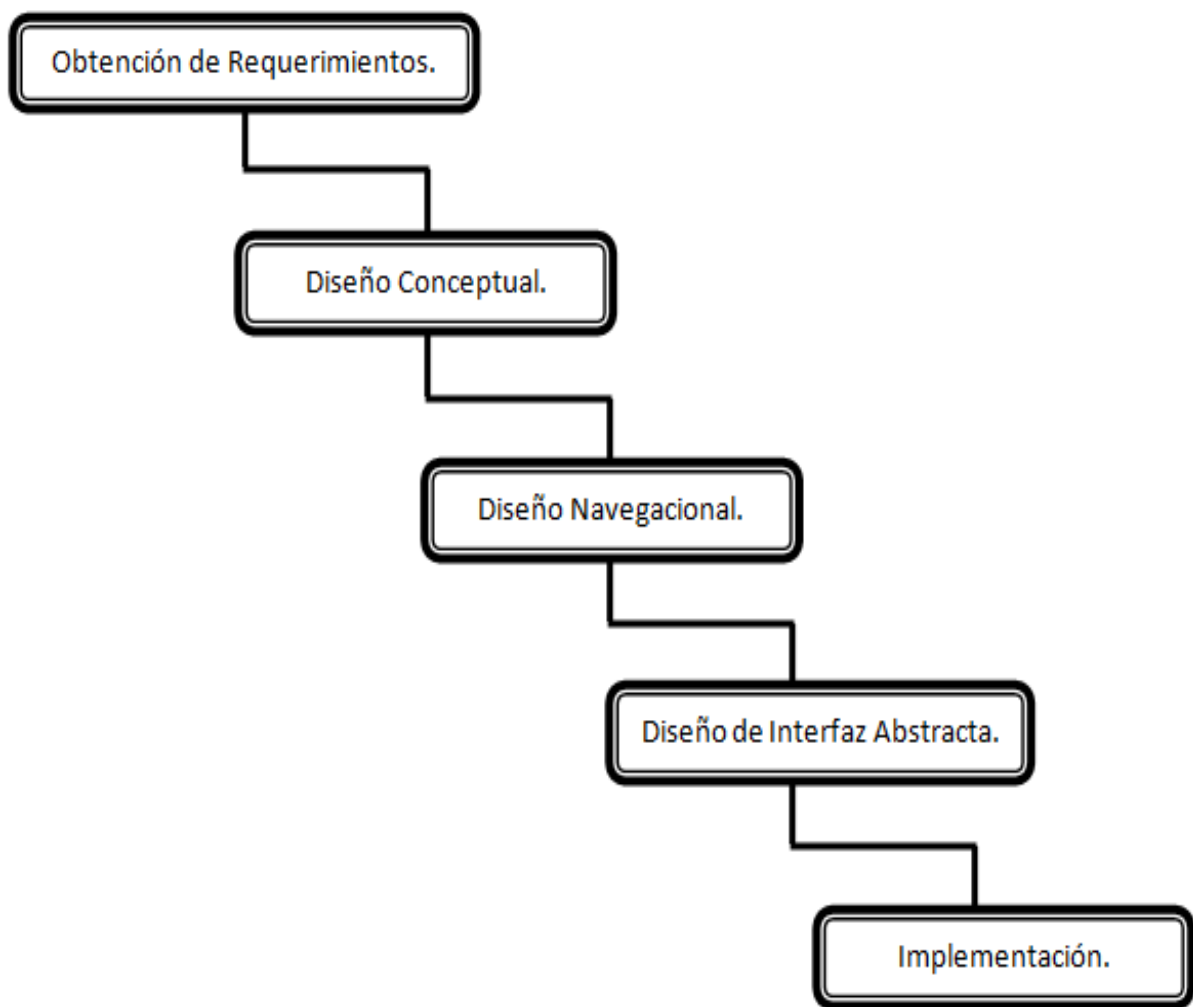 Obtención de Requerimientos.
Diseño Conceptual.
Diseño Navegacional.
Diseño de Interfaz Abstracta.
Implementación.